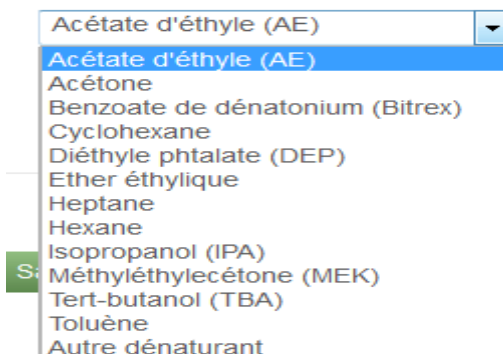 Acétate d'éthyle (AE)
Acétate d'éthyle (AE)
Acétone
Benzoate de dénatonium (Bitrex)
Cyclohexane
Diéthyle phtalate (DEP)
Ether éthylique
Heptane
Hexane
Isopropanol (IPA)
Méthyléthylecétone (MEK)
Tert-butanol (TBA)
Toluène
Autre dénaturant